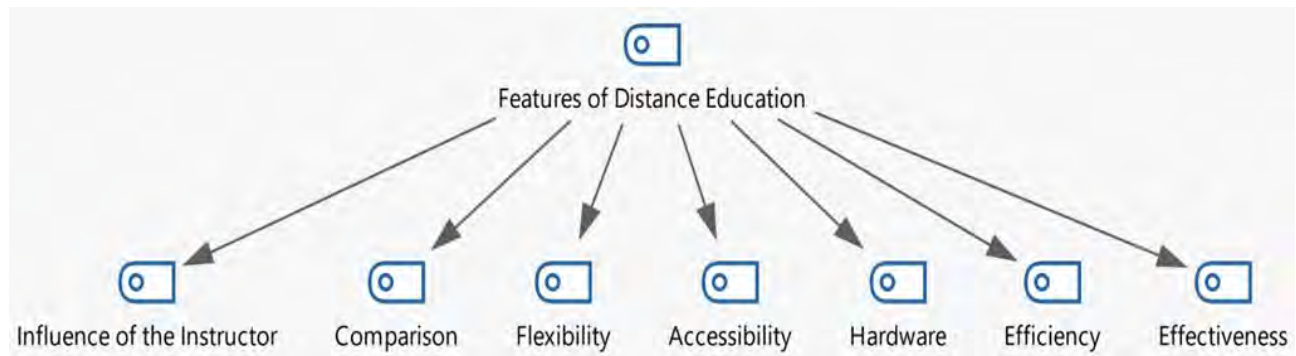 Features of Distance Education
Influence of the Instructor
Comparison
Flexibility
Accessibility
Hardware
Efficiency
Effectiveness